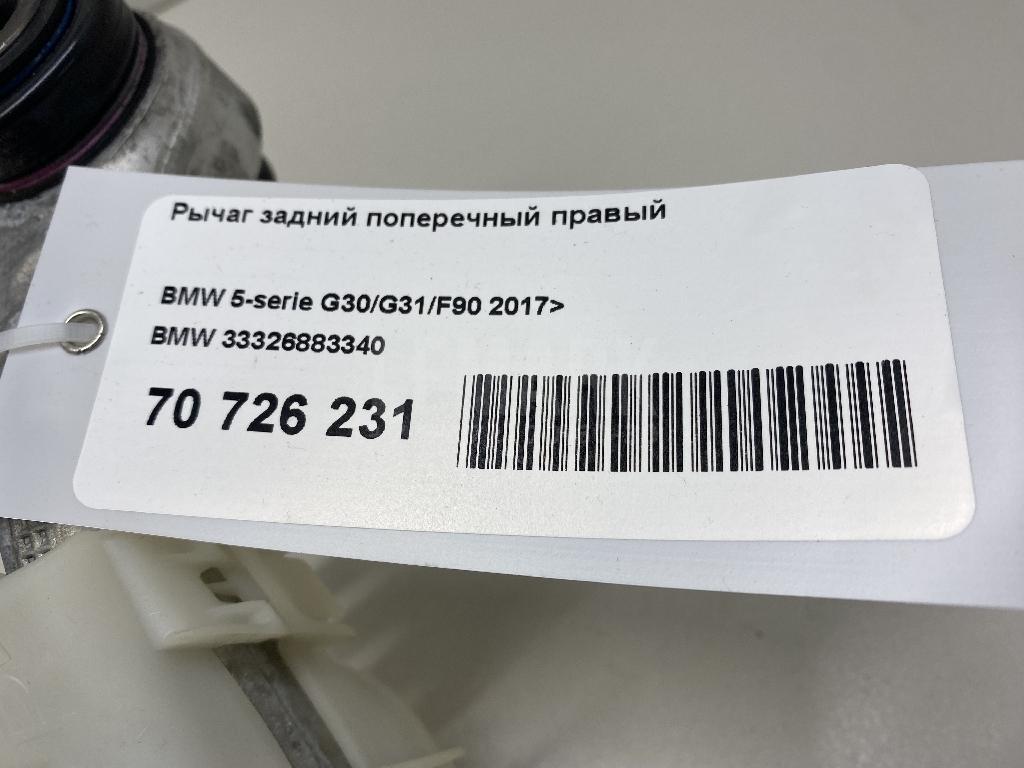 Рычаг задний поперечный правый
BMW 5-serie G30/G31/F90 2017>
BMW 33326883340
70 726 231